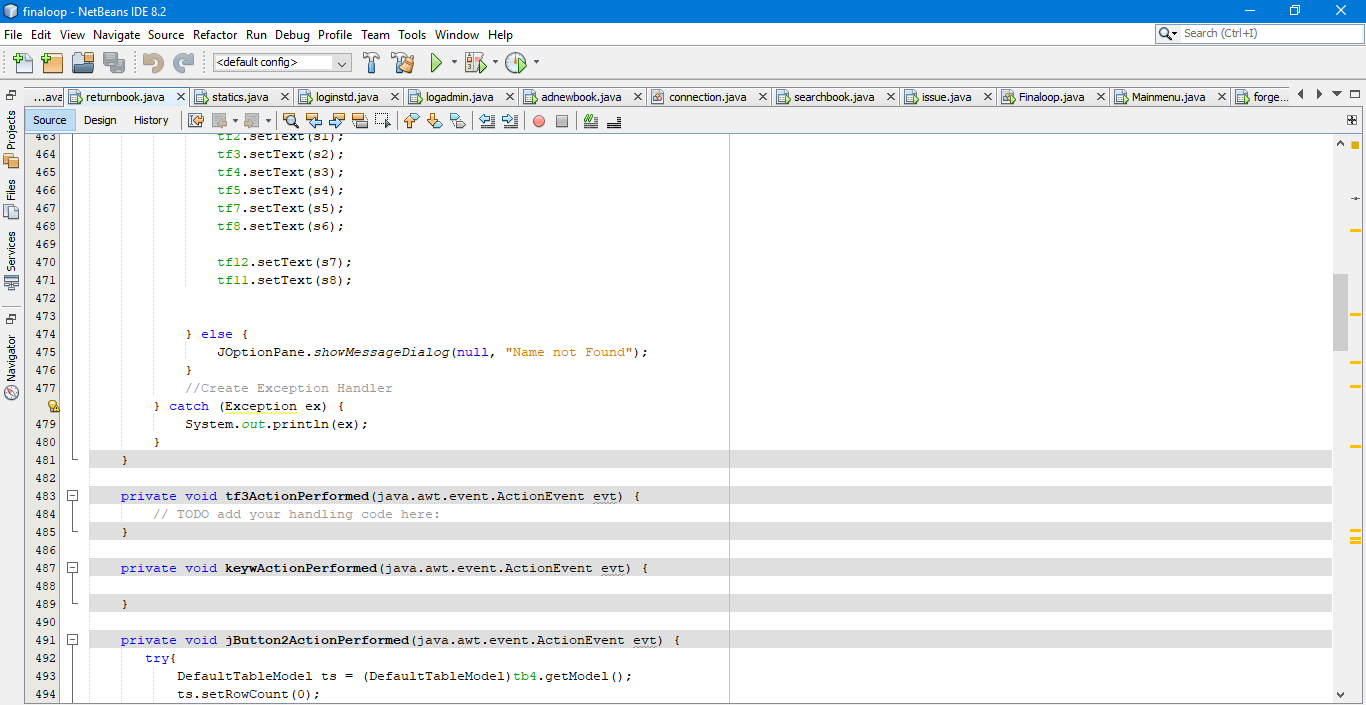 finaloop - NetBeans IDE 8.2
File Edit View Navigate Source Refactor Run Debug Profile Team Tools Window Help
Search (Ctrl+I)
<default config>
...ava returnbook.java statics.java loginstd.java logadmin.java adnewbook.java connection.java searchbook.java issue.java Finaloop.java Mainmenu.java forge...
Source Design History
Projects
Files
Services
Navigator
463 tf2.setText(s1);
464 tf3.setText(s2);
465 tf4.setText(s3);
466 tf5.setText(s4);
467 tf7.setText(s5);
468 tf8.setText(s6);
469
470 tf12.setText(s7);
471 tf11.setText(s8);
472
473
474 } else {
475 JOptionPane.showMessageDialog(null, "Name not Found");
476 }
477 //Create Exception Handler
} catch (Exception ex) {
479 System.out.println(ex);
480 }
481 }
482
483 private void tf3ActionPerformed(java.awt.event.ActionEvent evt) {
484 // TODO add your handling code here:
485 }
486
487 private void keywActionPerformed(java.awt.event.ActionEvent evt) {
488
489 }
490
491 private void jButton2ActionPerformed(java.awt.event.ActionEvent evt) {
492 try{
493 DefaultTableModel ts = (DefaultTableModel)tb4.getModel();
494 ts.setRowCount(0);